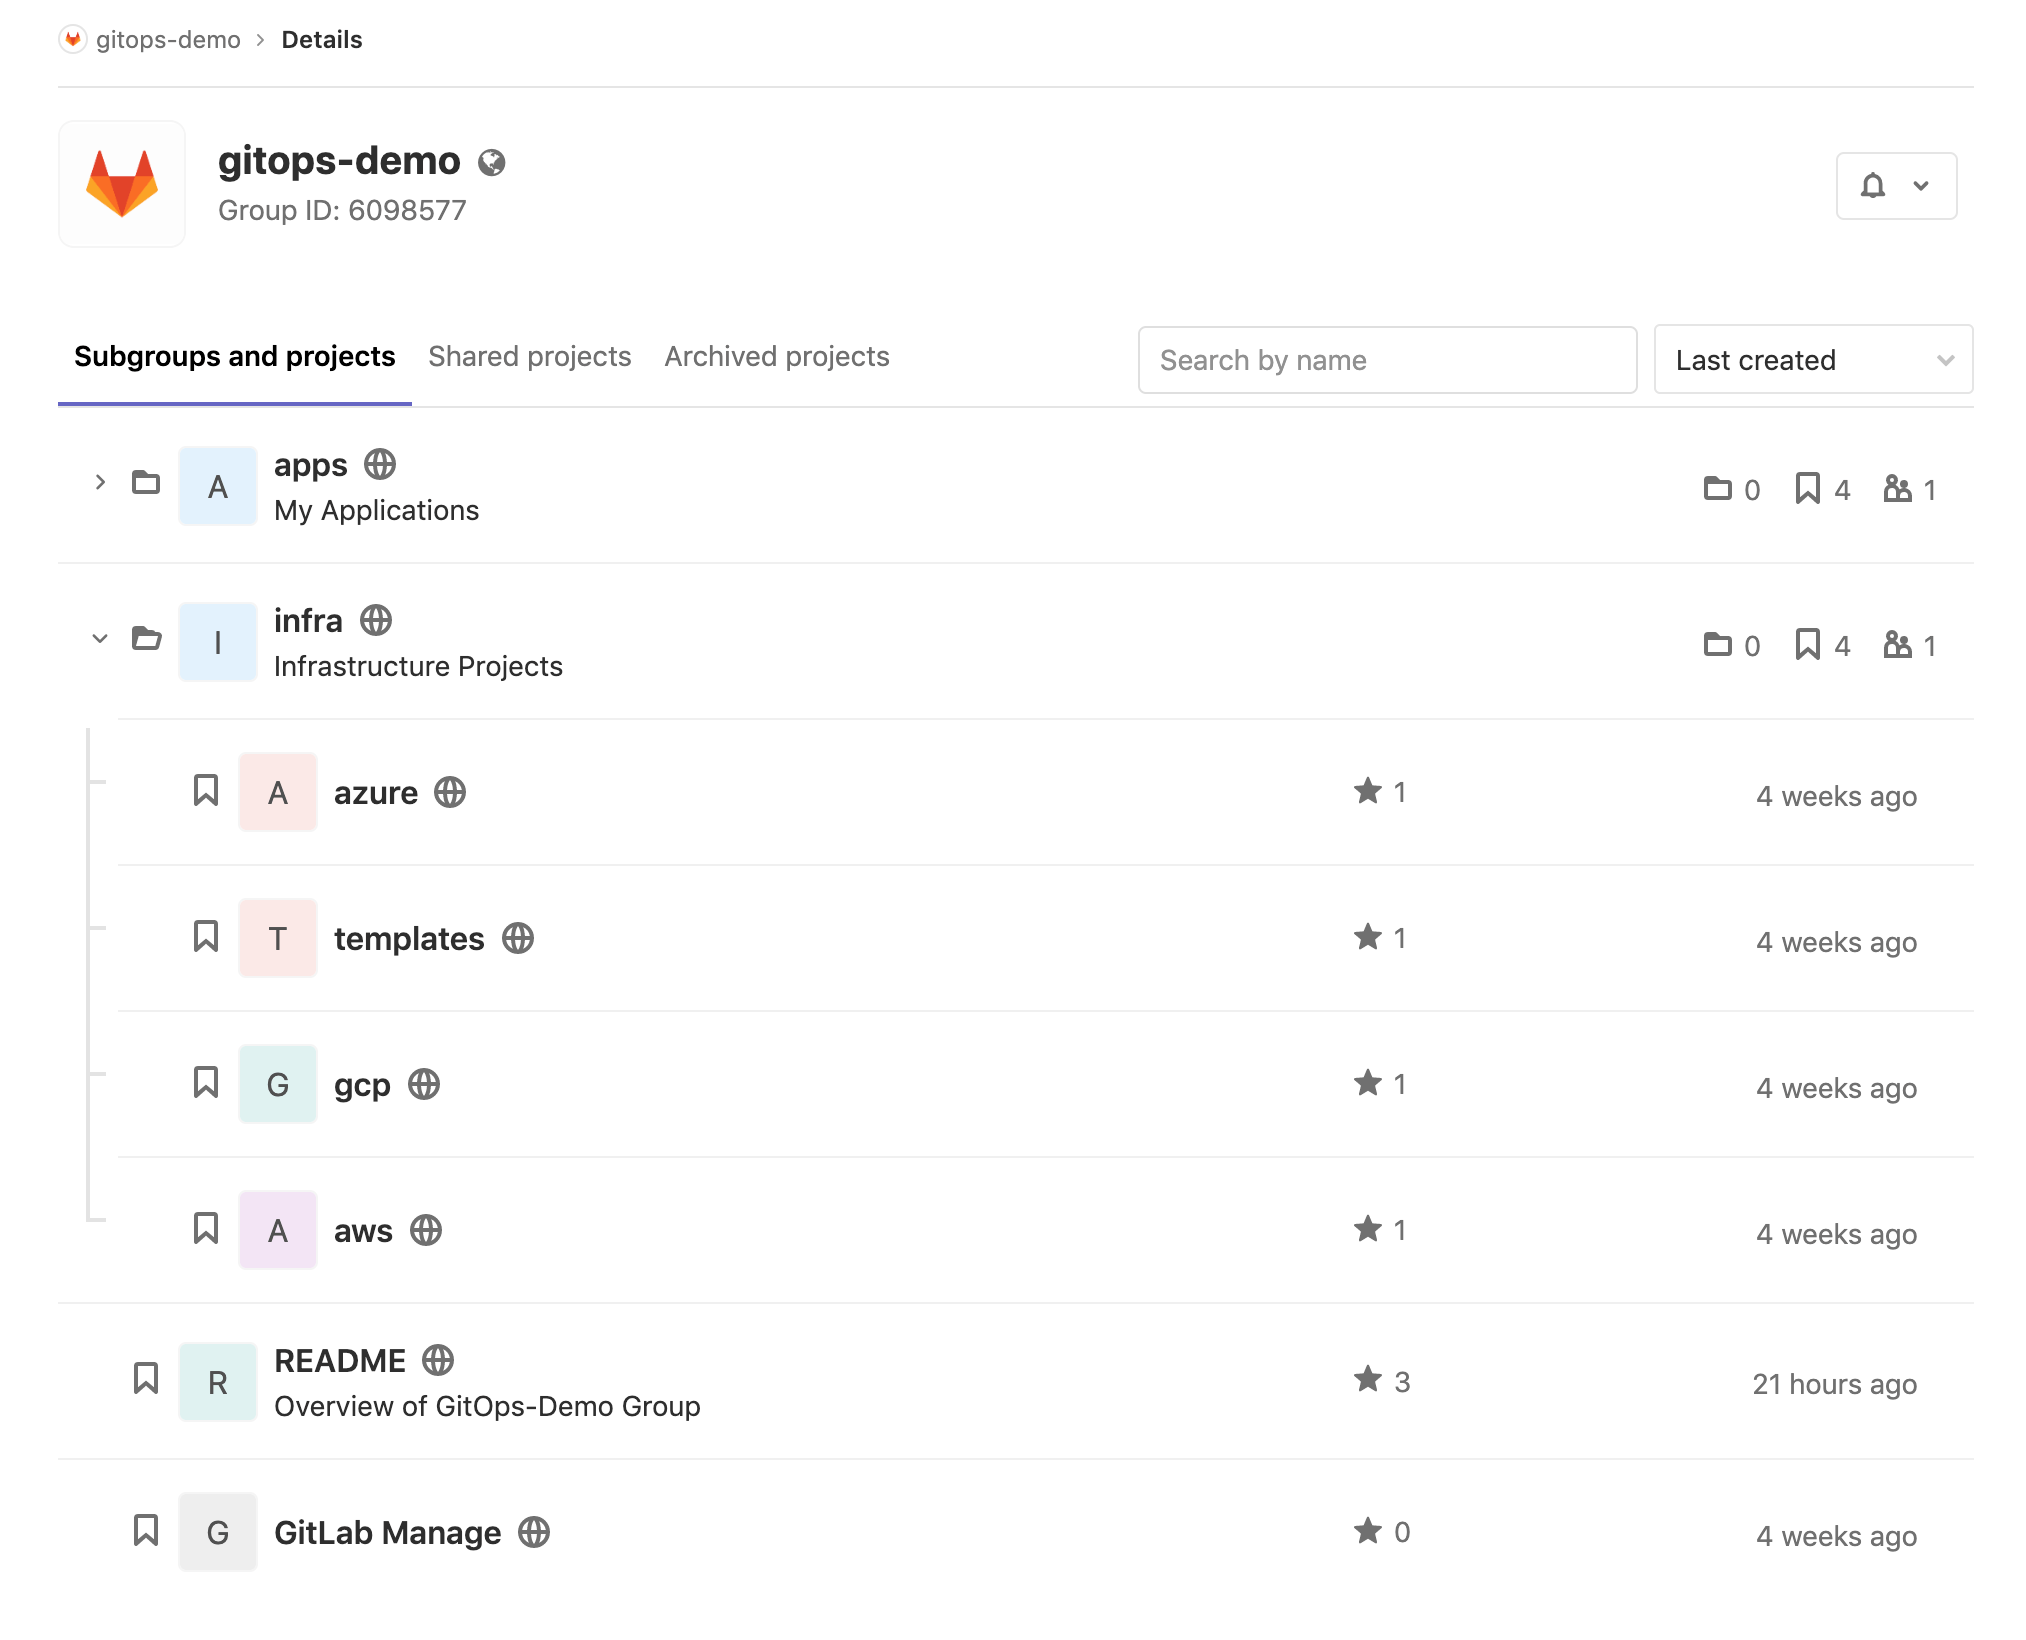 gitops-demo > Details
gitops-demo
Group ID: 6098577
Subgroups and projects Shared projects Archived projects Search by name Last created
A apps 0 4 1
My Applications
I infra 0 4 1
Infrastructure Projects
A azure 1 4 weeks ago
T templates 1 4 weeks ago
G gcp 1 4 weeks ago
A aws 1 4 weeks ago
R README 3 21 hours ago
Overview of GitOps-Demo Group
G GitLab Manage 0 4 weeks ago